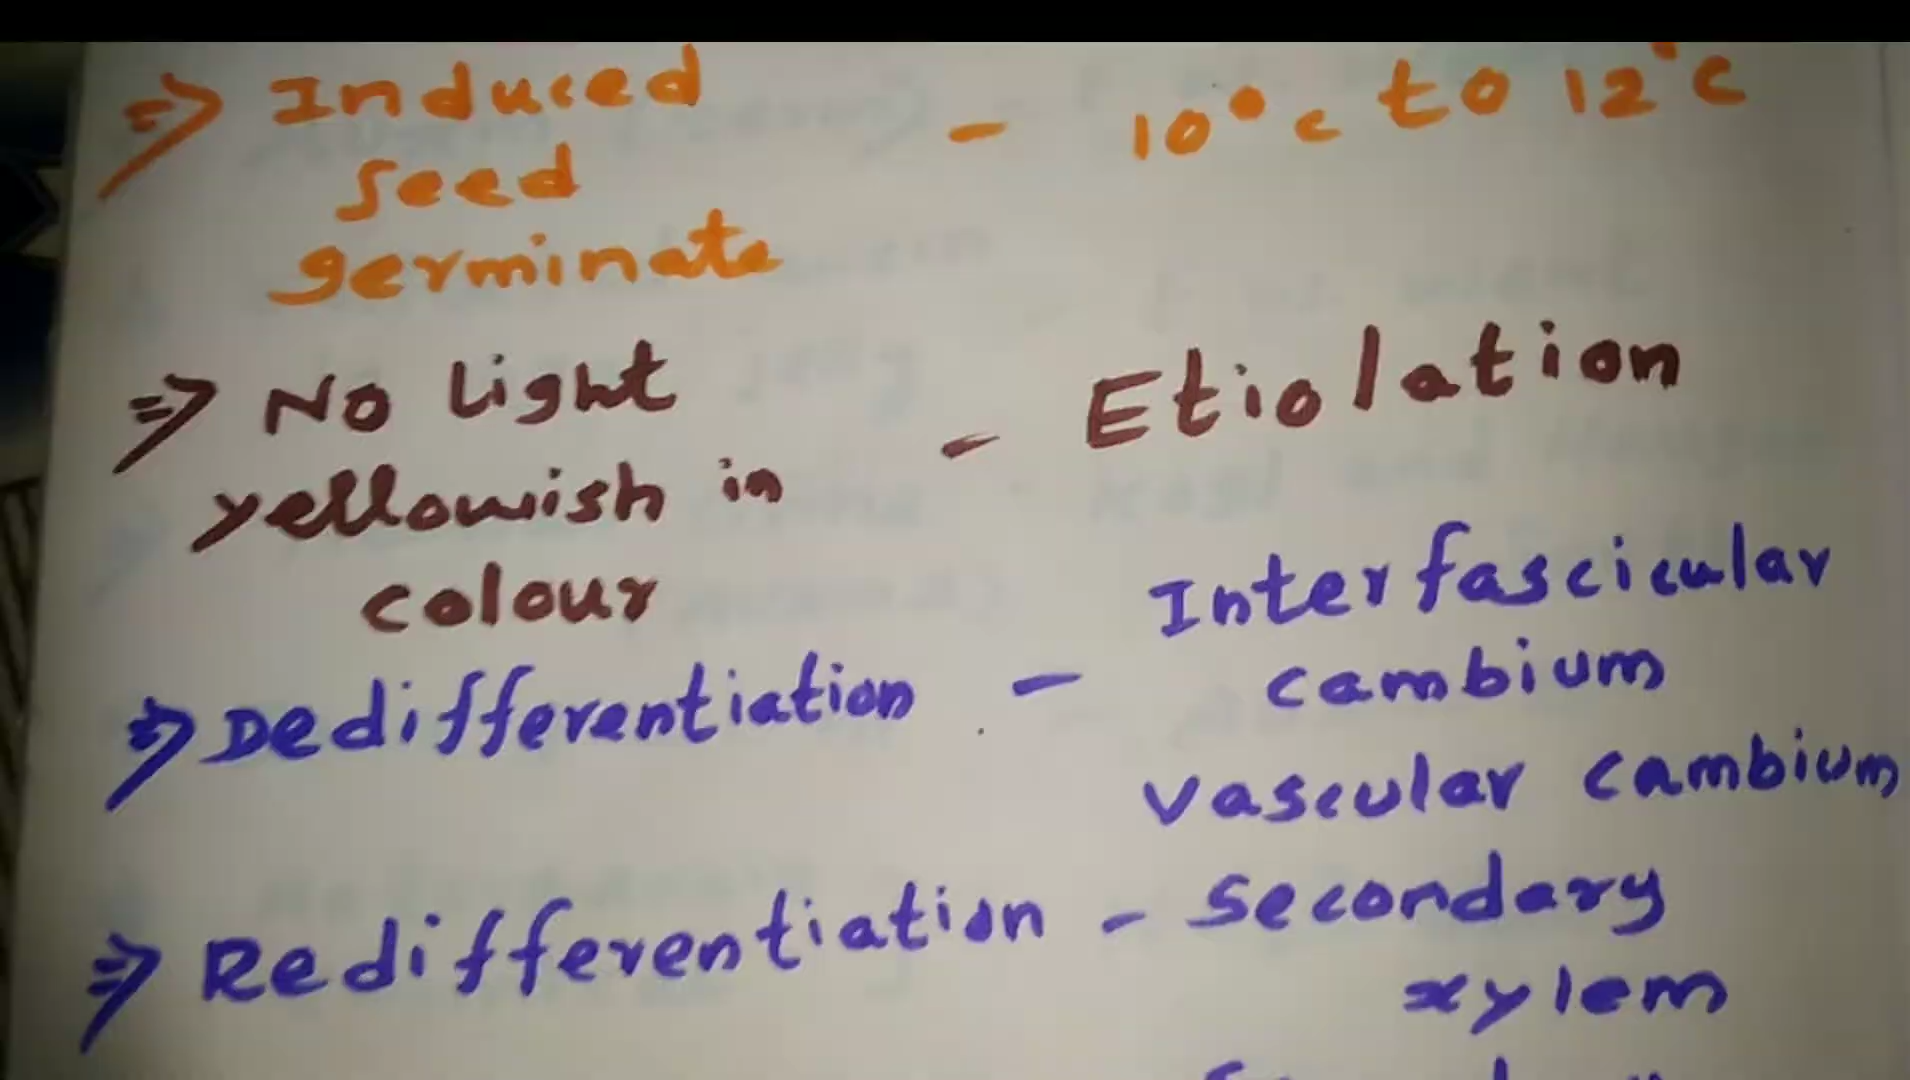 ⇒ Induced - 10°c to 12°c
seed
germinate
⇒ No Light - Etiolation
yellowish in
colour
⇒ Dedifferentiation - Interfascicular
cambium
vascular cambium
⇒ Redifferentiation - Secondary
xylem